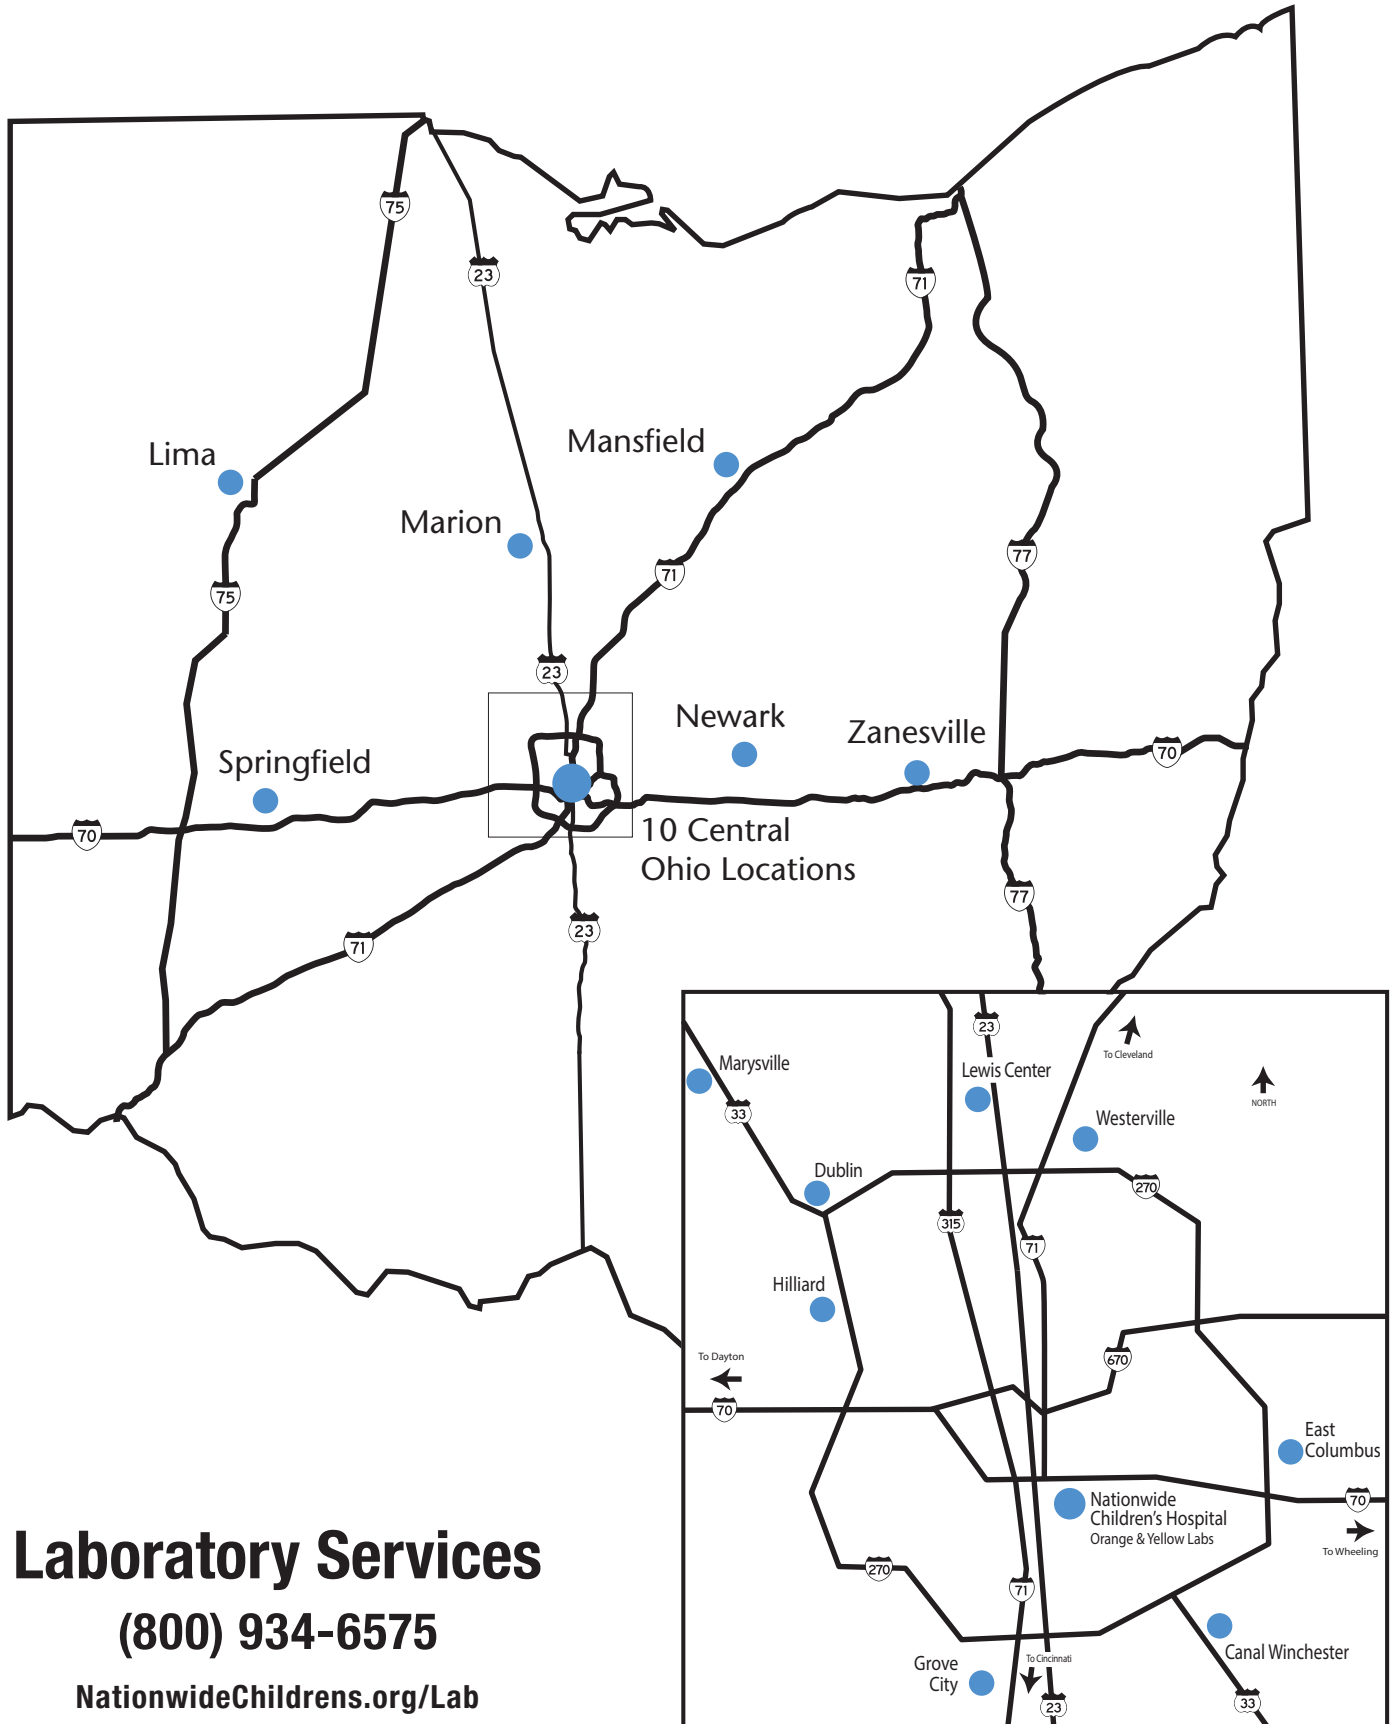 75
23
71
Mansfield
Lima
Marion
77
71
75
23
Newark
Zanesville
70
Springfield
10 Central
Ohio Locations
70
77
23
71
23
To Cleveland
Marysville
Lewis Center
NORTH
33
Westerville
Dublin
270
315
71
Hilliard
To Dayton
670
70
East
Columbus
Nationwide
Children's Hospital
Orange & Yellow Labs
70
To Wheeling
270
71
Canal Winchester
Grove
City
To Cincinnati
23
33
Laboratory Services
(800) 934-6575
NationwideChildrens.org/Lab